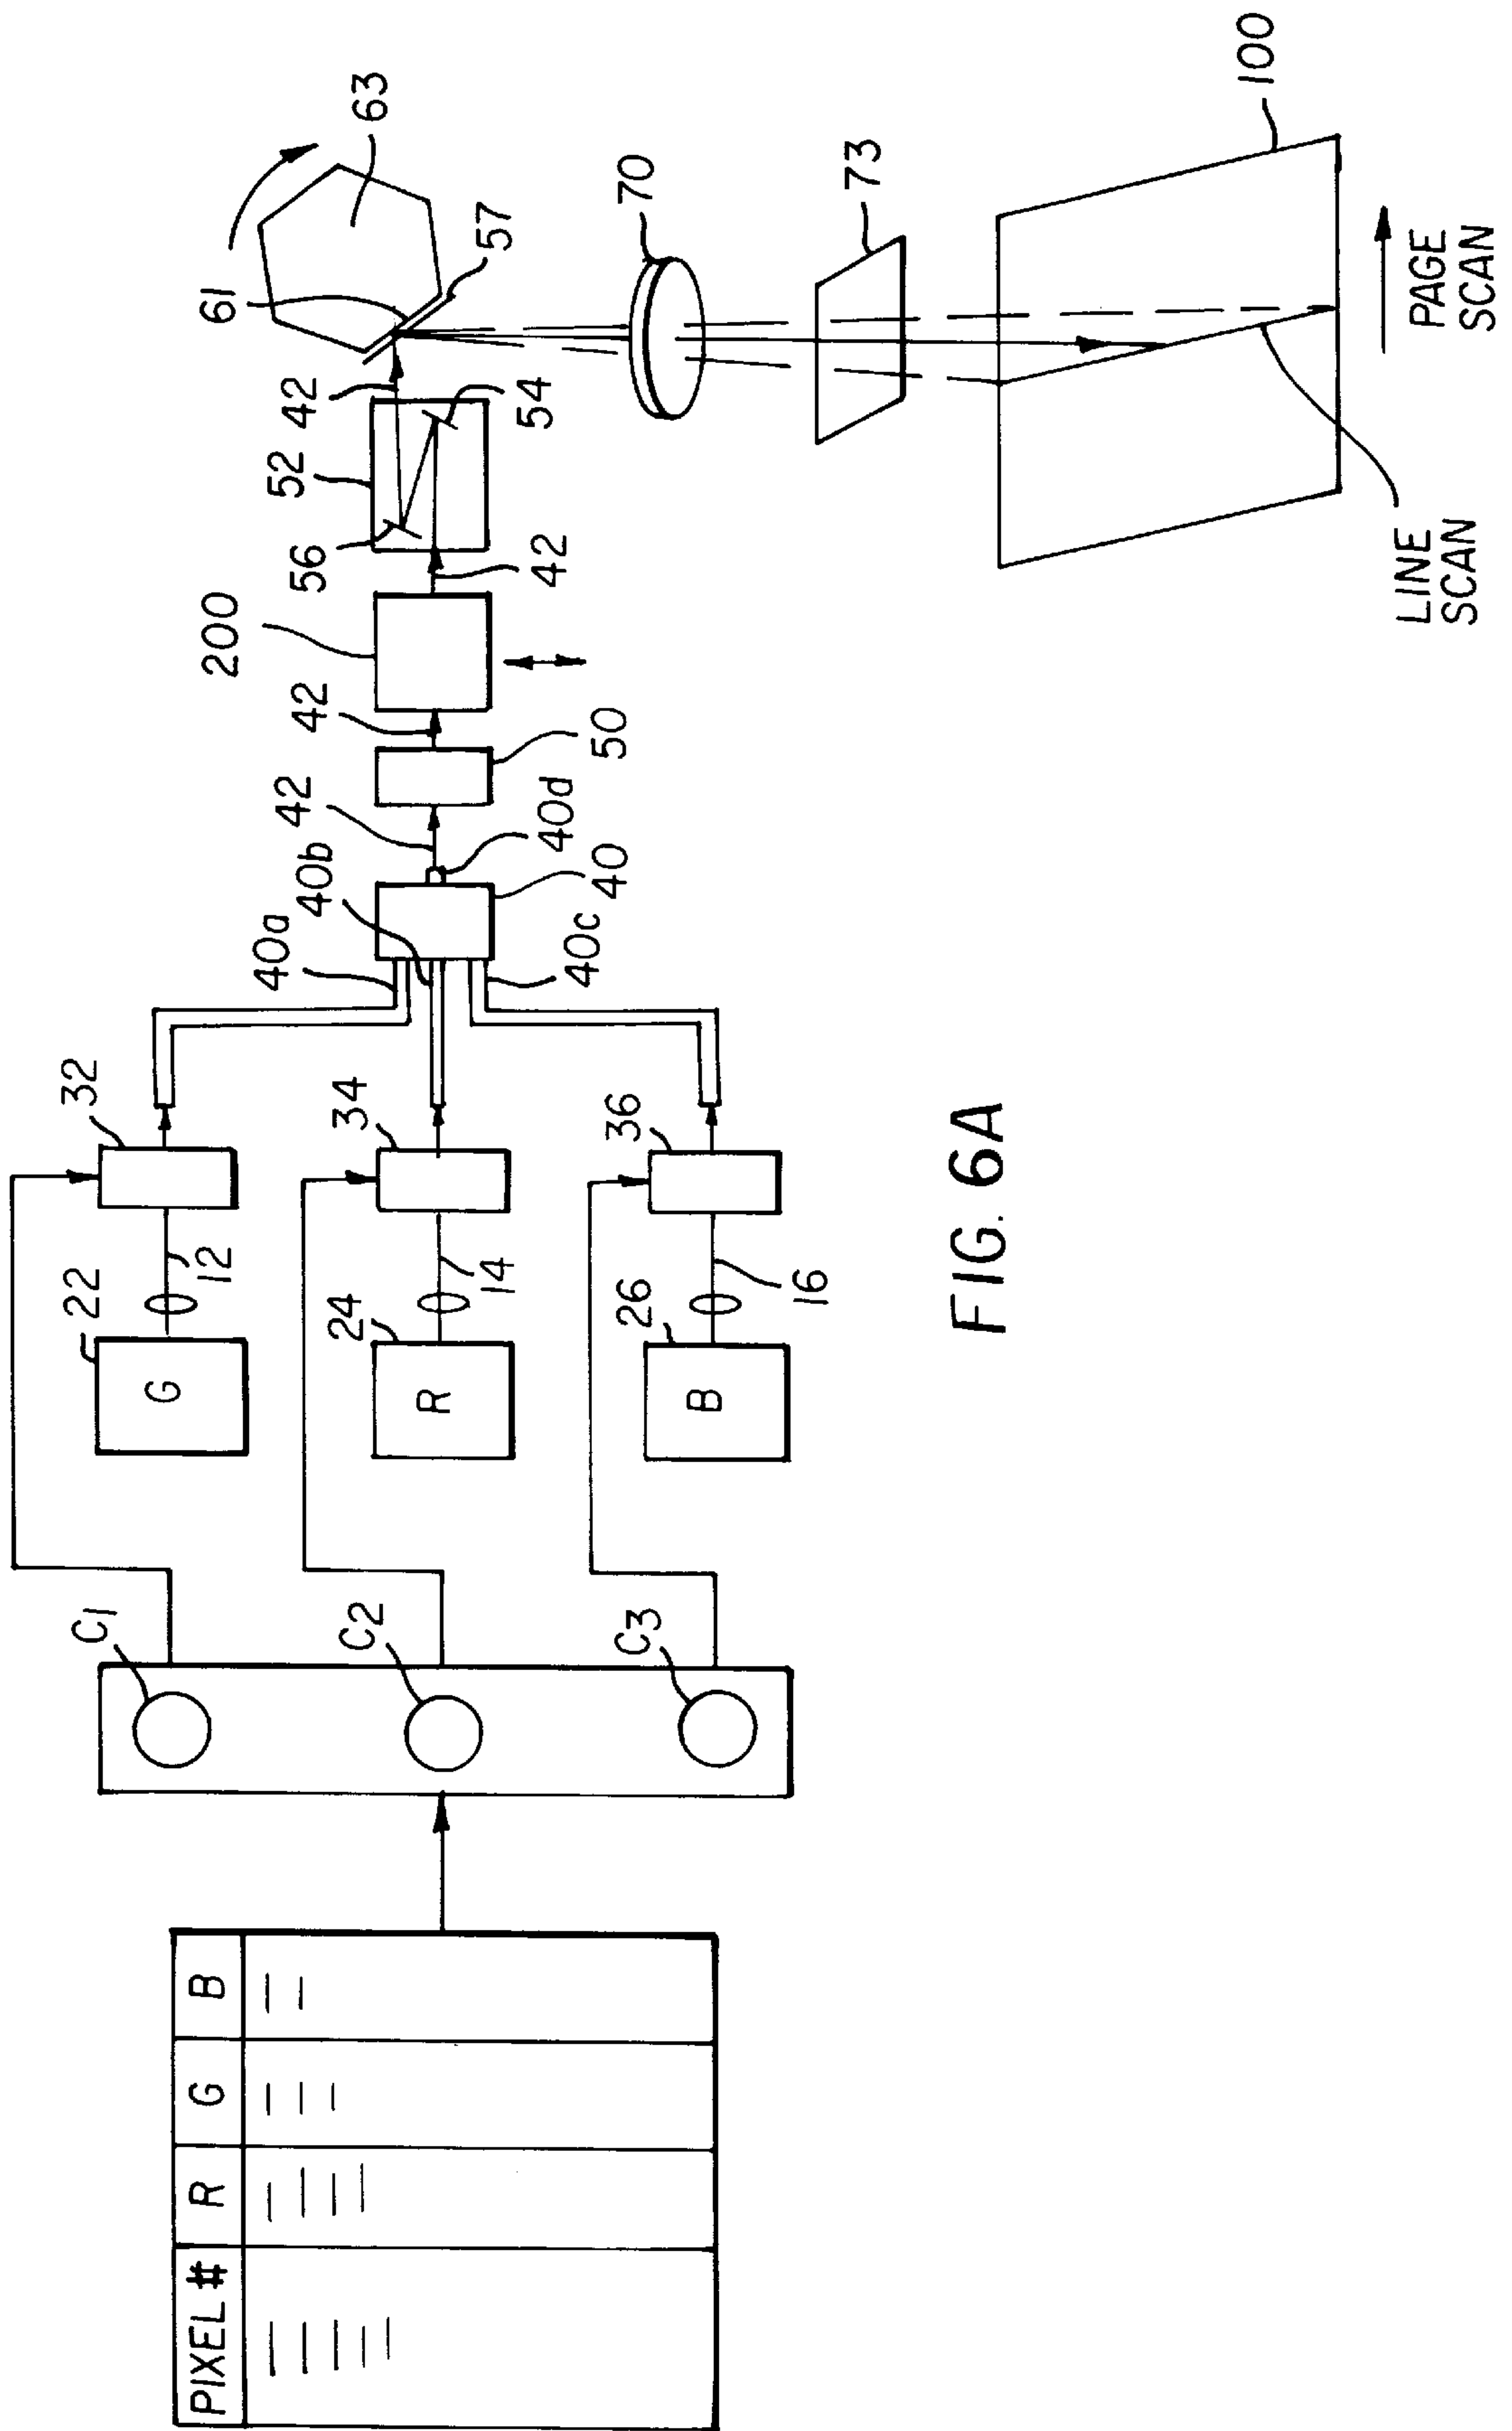 PIXEL #
R
G
B
C1
C2
C3
22
G
12
32
24
R
14
34
26
B
16
36
40a
40b
40c
40d
40
42
50
42
200
42
56
52
54
42
61
57
63
70
73
100
LINE
SCAN
PAGE
SCAN
FIG. 6A